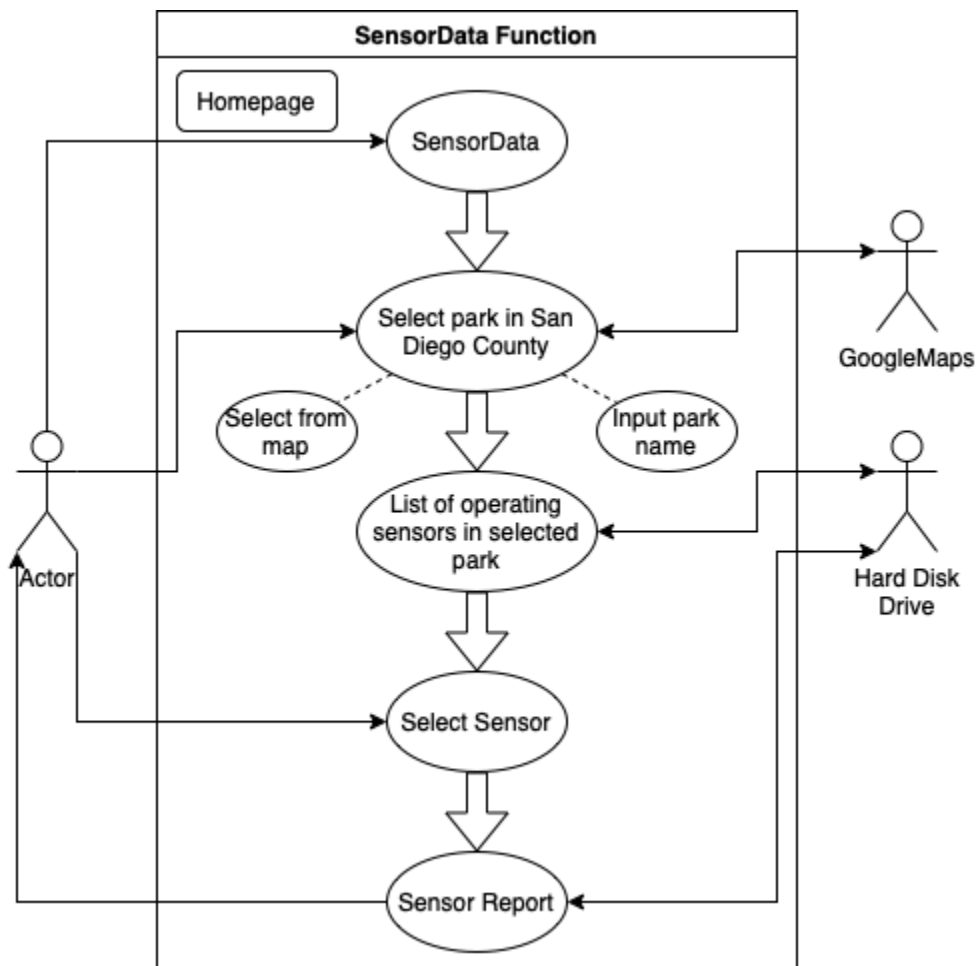 SensorData Function
Homepage
SensorData
Select park in San
Diego County
GoogleMaps
Select from
map
Input park
name
List of operating
sensors in selected
park
Actor
Hard Disk
Drive
Select Sensor
Sensor Report